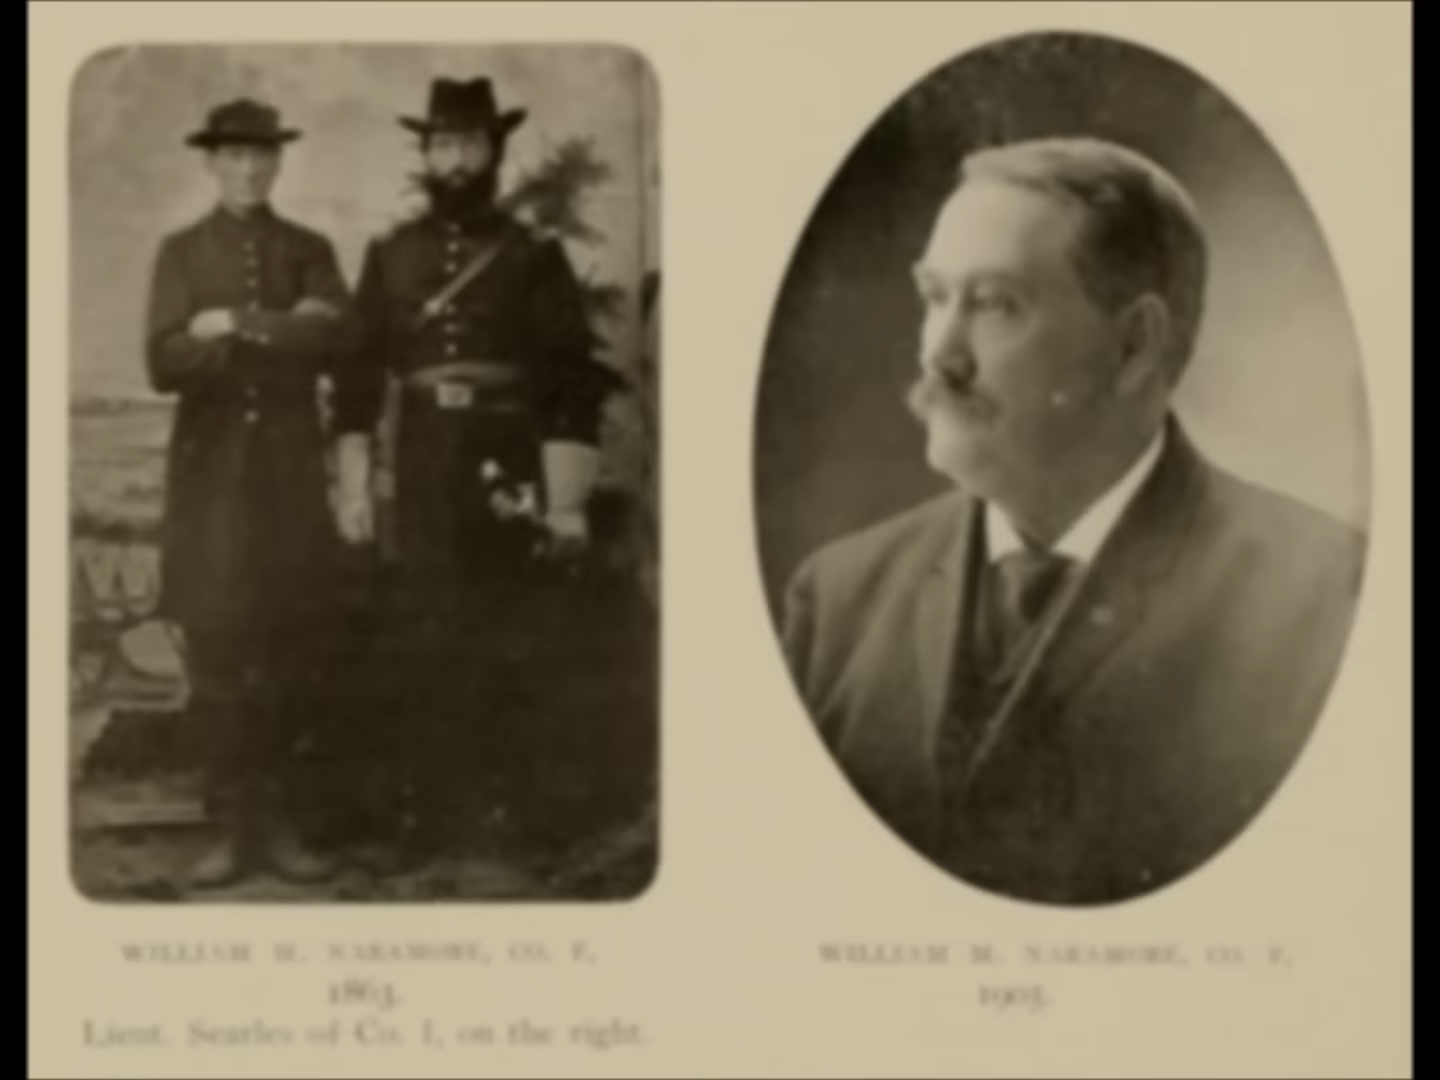 WILLIAM H. NARAMORE, CO. F,
1863.
Lieut. Searles of Co. I, on the right.
WILLIAM H. NARAMORE, CO. F,
1905.